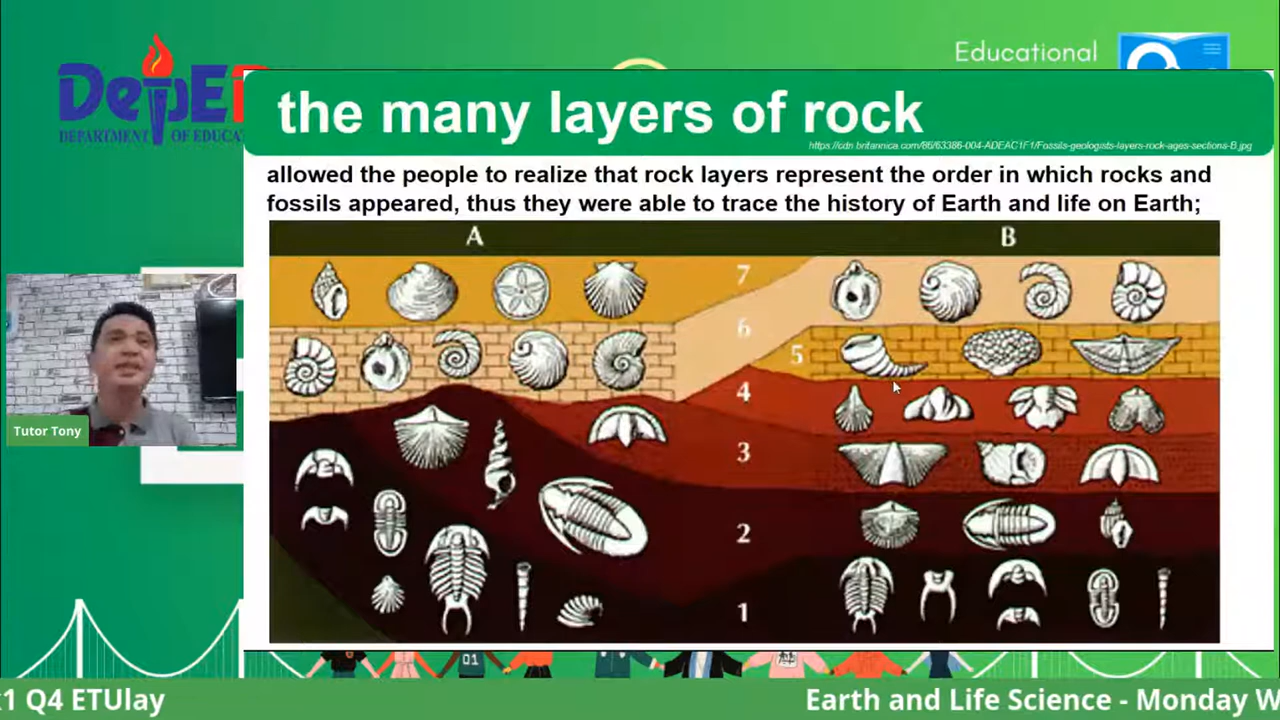 Educational
DepEd
DEPARTMENT OF EDUCA
the many layers of rock
https://cdn.britannica.com/86/63386-004-ADEAC1F1/Fossils-geologists-layers-rock-ages-sections-B.jpg
allowed the people to realize that rock layers represent the order in which rocks and
fossils appeared, thus they were able to trace the history of Earth and life on Earth;
A
B
7
6
5
4
3
2
1
Tutor Tony
01
1 Q4 ETUlay
Earth and Life Science - Monday W